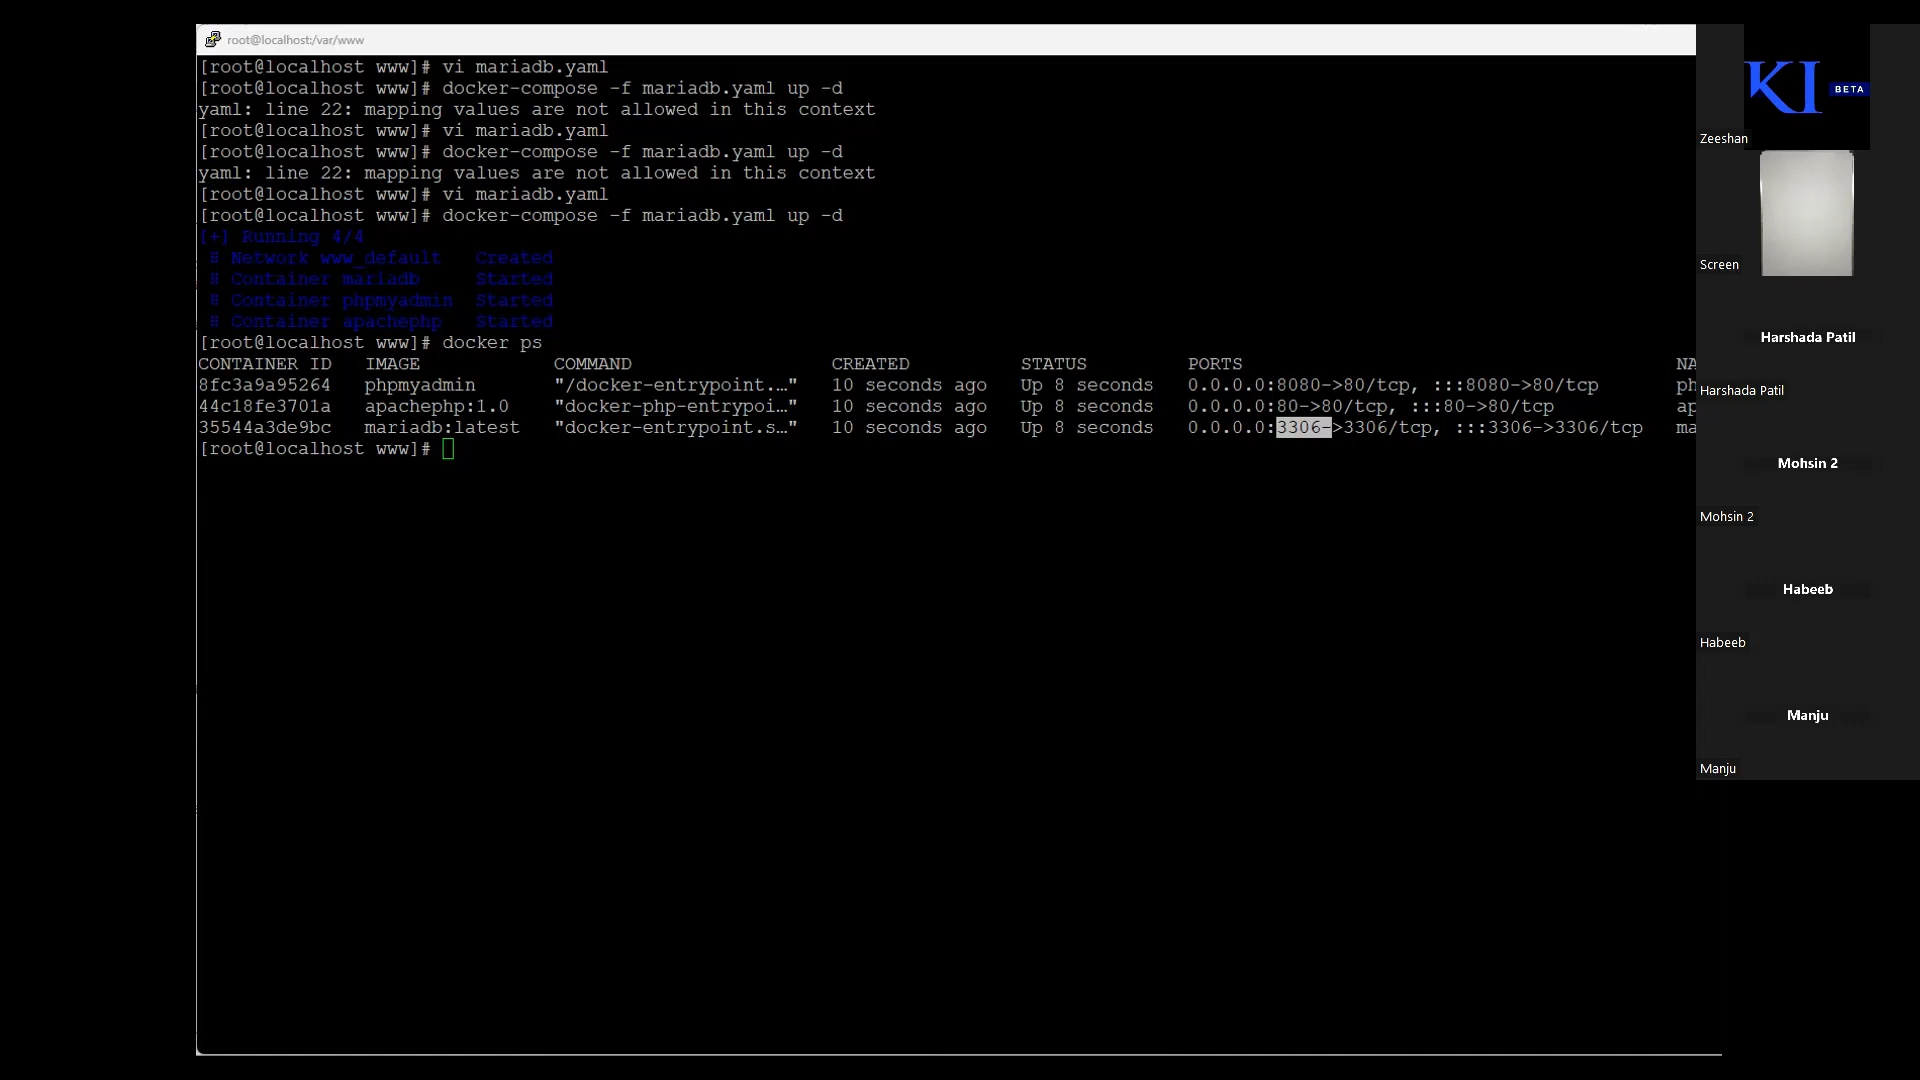 root@localhost:/var/www
[root@localhost www]# vi mariadb.yaml
[root@localhost www]# docker-compose -f mariadb.yaml up -d
yaml: line 22: mapping values are not allowed in this context
[root@localhost www]# vi mariadb.yaml
[root@localhost www]# docker-compose -f mariadb.yaml up -d
yaml: line 22: mapping values are not allowed in this context
[root@localhost www]# vi mariadb.yaml
[root@localhost www]# docker-compose -f mariadb.yaml up -d
[+] Running 4/4
⠿ Network www_default   Created
⠿ Container mariadb     Started
⠿ Container phpmyadmin  Started
⠿ Container apachephp   Started
[root@localhost www]# docker ps
CONTAINER ID   IMAGE            COMMAND                  CREATED          STATUS         PORTS                                       NA
8fc3a9a95264   phpmyadmin       "/docker-entrypoint.…"   10 seconds ago   Up 8 seconds   0.0.0.0:8080->80/tcp, :::8080->80/tcp       ph
44c18fe3701a   apachephp:1.0    "docker-php-entrypoi…"   10 seconds ago   Up 8 seconds   0.0.0.0:80->80/tcp, :::80->80/tcp           ap
35544a3de9bc   mariadb:latest   "docker-entrypoint.s…"   10 seconds ago   Up 8 seconds   0.0.0.0:3306->3306/tcp, :::3306->3306/tcp   ma
[root@localhost www]#
KI BETA
Zeeshan
Screen
Harshada Patil
Harshada Patil
Mohsin 2
Mohsin 2
Habeeb
Habeeb
Manju
Manju